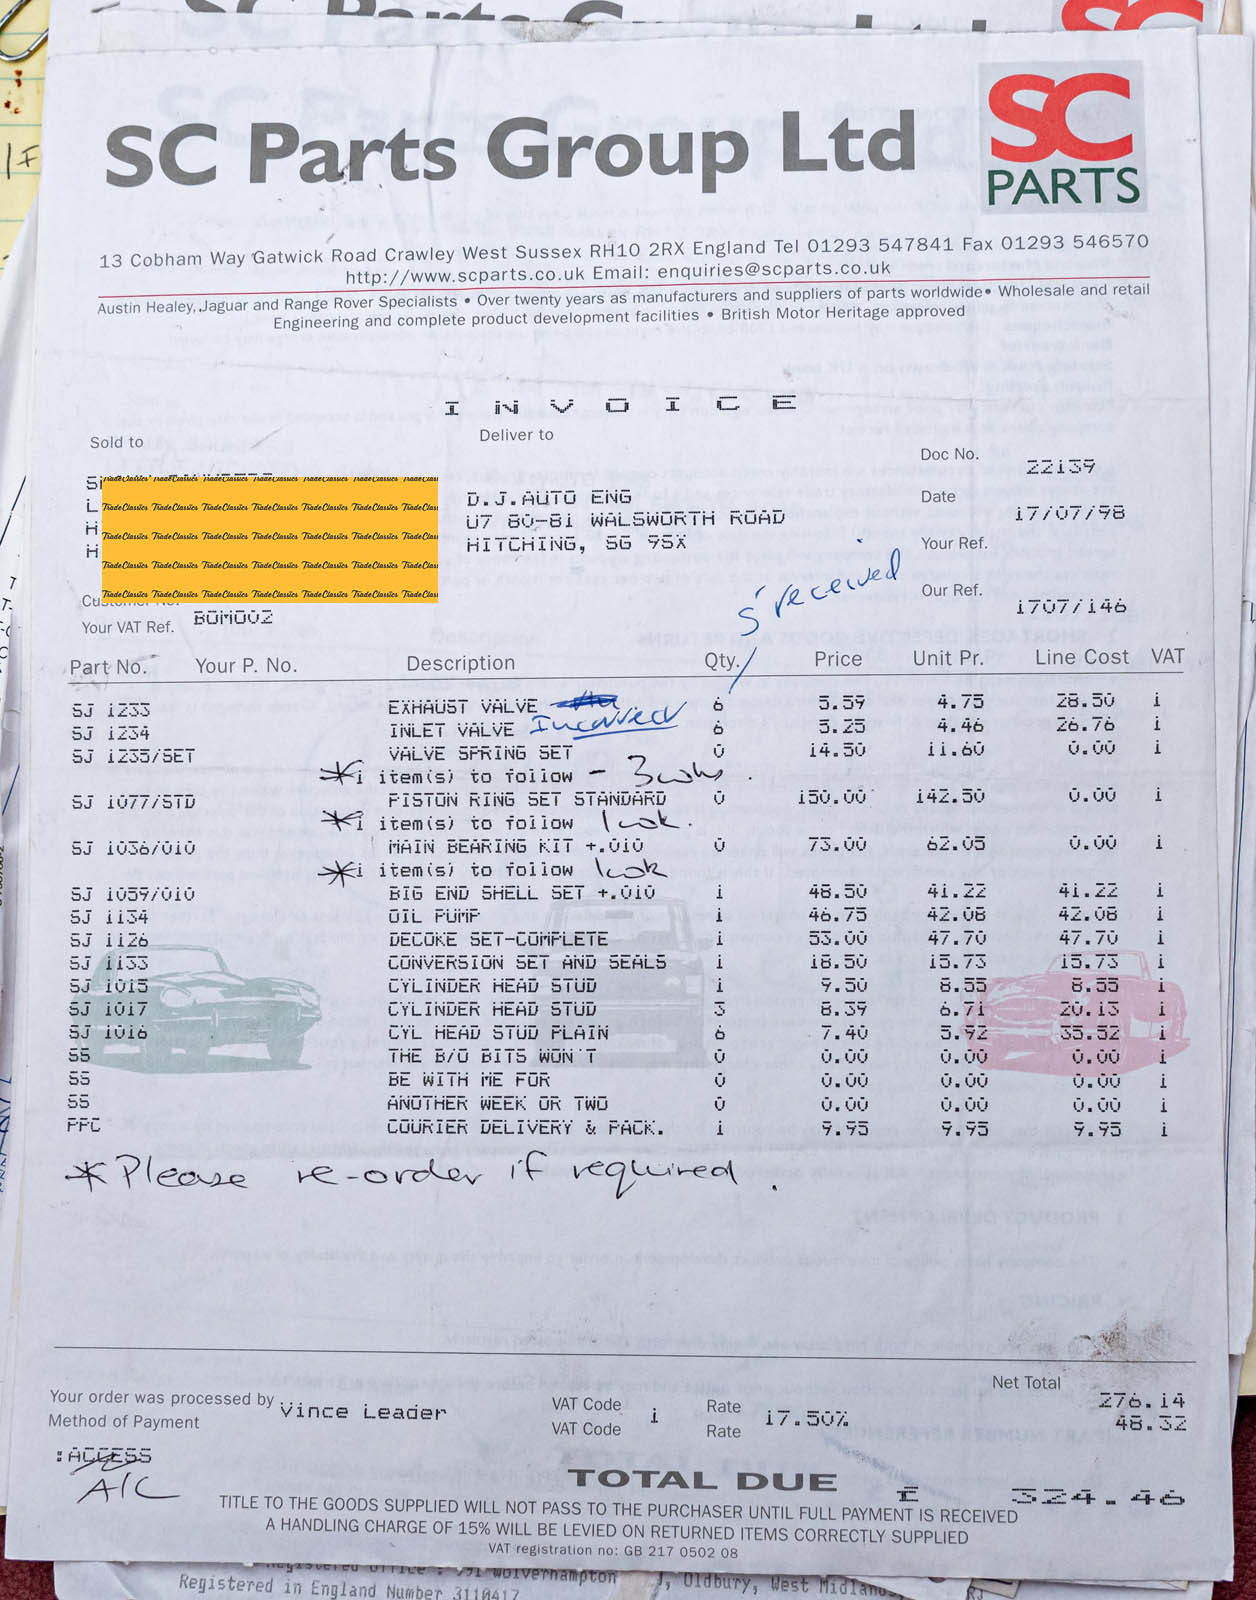 SC Parts Group Ltd
SC
PARTS
13 Cobham Way Gatwick Road Crawley West Sussex RH10 2RX England Tel 01293 547841 Fax 01293 546570
http://www.scparts.co.uk Email: enquiries@scparts.co.uk
Austin Healey, Jaguar and Range Rover Specialists • Over twenty years as manufacturers and suppliers of parts worldwide • Wholesale and retail
Engineering and complete product development facilities • British Motor Heritage approved
INVOICE
Sold to
Deliver to
Doc No. 22139
D.J.AUTO ENG
U7 80-81 WALSWORTH ROAD
HITCHING, SG 9SX
Date 17/07/98
Your Ref.
Our Ref. 1707/146
Trade Classics
Customer No.
Your VAT Ref. BOM002
5 received
Part No. Your P. No. Description Qty. Price Unit Pr. Line Cost VAT
SJ 1233 EXHAUST VALVE 6 5.59 4.75 28.50 1
SJ 1234 INLET VALVE Incorrect 6 5.25 4.46 26.76 1
SJ 1235/SET VALVE SPRING SET 0 14.50 11.60 0.00 1
*1 item(s) to follow - 3 wks.
SJ 1077/STD PISTON RING SET STANDARD 0 150.00 142.50 0.00 1
*1 item(s) to follow 1 wk.
SJ 1036/010 MAIN BEARING KIT +.010 0 73.00 62.05 0.00 1
*1 item(s) to follow 1 wk
SJ 1059/010 BIG END SHELL SET +.010 1 48.50 41.22 41.22 1
SJ 1134 OIL PUMP 1 46.75 42.08 42.08 1
SJ 1126 DECOKE SET-COMPLETE 1 53.00 47.70 47.70 1
SJ 1133 CONVERSION SET AND SEALS 1 18.50 15.73 15.73 1
SJ 1015 CYLINDER HEAD STUD 1 9.50 8.55 8.55 1
SJ 1017 CYLINDER HEAD STUD 3 8.39 6.71 20.13 1
SJ 1016 CYL HEAD STUD PLAIN 6 7.40 5.92 35.52 1
SS THE B/O BITS WON'T 0 0.00 0.00 0.00 1
SS BE WITH ME FOR 0 0.00 0.00 0.00 1
SS ANOTHER WEEK OR TWO 0 0.00 0.00 0.00 1
PPC COURIER DELIVERY & PACK. 1 9.95 9.95 9.95 1
*Please re-order if required.
Net Total 276.14
Your order was processed by Vince Leader
VAT Code 1 Rate 17.50% 48.32
VAT Code Rate
Method of Payment
:ACCESS
A/C
TOTAL DUE £ 324.46
TITLE TO THE GOODS SUPPLIED WILL NOT PASS TO THE PURCHASER UNTIL FULL PAYMENT IS RECEIVED
A HANDLING CHARGE OF 15% WILL BE LEVIED ON RETURNED ITEMS CORRECTLY SUPPLIED
VAT registration no: GB 217 0502 08
Wolverhampton , Oldbury, West Midlands
Registered in England Number 3110417